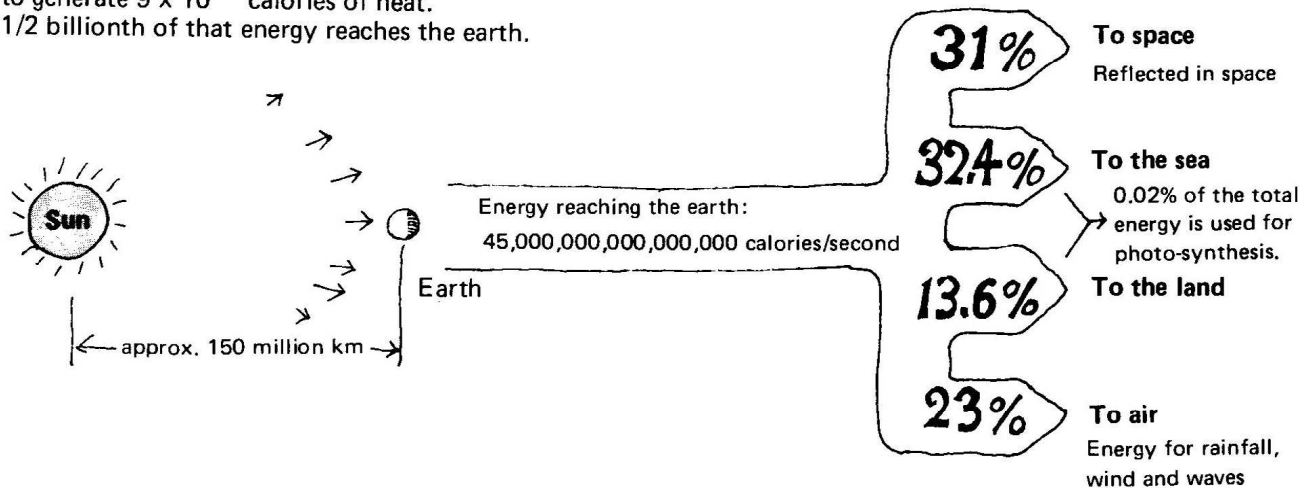 to generate 9 x 10 calories of heat.
1/2 billionth of that energy reaches the earth.
31%
To space
Reflected in space
32.4%
To the sea
0.02% of the total
energy is used for
photo-synthesis.
Sun
Energy reaching the earth:
45,000,000,000,000,000 calories/second
Earth
13.6%
To the land
approx. 150 million km
23%
To air
Energy for rainfall,
wind and waves